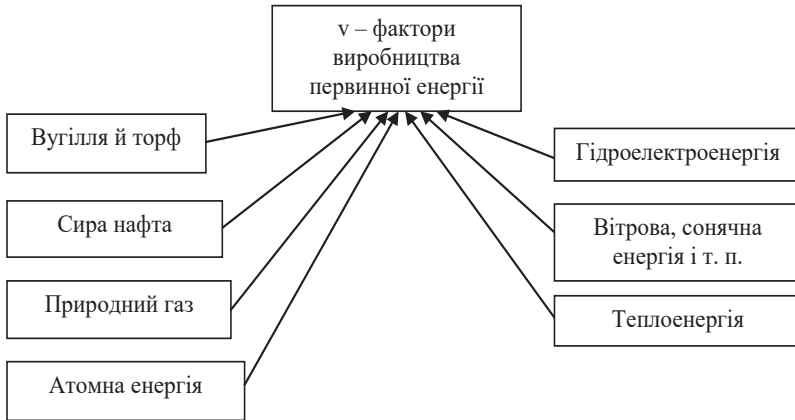 v – фактори
виробництва
первинної енергії
Вугілля й торф
Сира нафта
Природний газ
Атомна енергія
Гідроелектроенергія
Вітрова, сонячна
енергія і т. п.
Теплоенергія